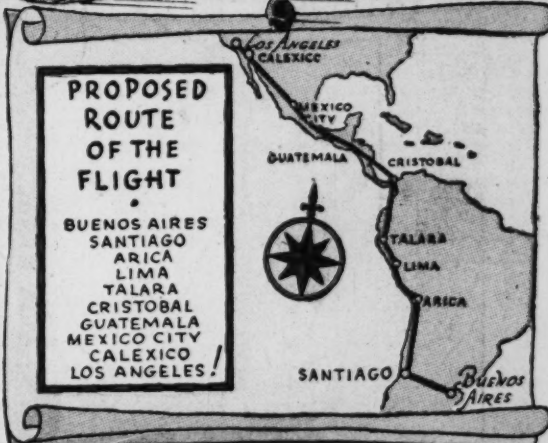 PROPOSED
ROUTE
OF THE
FLIGHT
BUENOS AIRES
SANTIAGO
ARICA
LIMA
TALARA
CRISTOBAL
GUATEMALA
MEXICO CITY
CALEXICO
LOS ANGELES!
LOS ANGELES
CALEXICO
MEXICO
CITY
GUATEMALA
CRISTOBAL
TALARA
LIMA
ARICA
SANTIAGO
BUENOS
AIRES